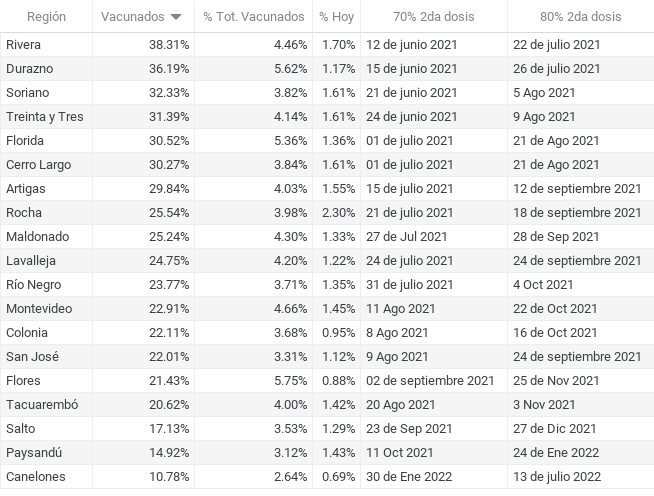 Región Vacunados % Tot. Vacunados % Hoy 70% 2da dosis 80% 2da dosis
Rivera 38.31% 4.46% 1.70% 12 de junio 2021 22 de julio 2021
Durazno 36.19% 5.62% 1.17% 15 de junio 2021 26 de julio 2021
Soriano 32.33% 3.82% 1.61% 21 de junio 2021 5 Ago 2021
Treinta y Tres 31.39% 4.14% 1.61% 24 de junio 2021 9 Ago 2021
Florida 30.52% 5.36% 1.36% 01 de julio 2021 21 de Ago 2021
Cerro Largo 30.27% 3.84% 1.61% 01 de julio 2021 21 de Ago 2021
Artigas 29.84% 4.03% 1.55% 15 de julio 2021 12 de septiembre 2021
Rocha 25.54% 3.98% 2.30% 21 de julio 2021 18 de septiembre 2021
Maldonado 25.24% 4.30% 1.33% 27 de Jul 2021 28 de Sep 2021
Lavalleja 24.75% 4.20% 1.22% 24 de julio 2021 24 de septiembre 2021
Río Negro 23.77% 3.71% 1.35% 31 de julio 2021 4 Oct 2021
Montevideo 22.91% 4.66% 1.45% 11 Ago 2021 22 de Oct 2021
Colonia 22.11% 3.68% 0.95% 8 Ago 2021 16 de Oct 2021
San José 22.01% 3.31% 1.12% 9 Ago 2021 24 de septiembre 2021
Flores 21.43% 5.75% 0.88% 02 de septiembre 2021 25 de Nov 2021
Tacuarembó 20.62% 4.00% 1.42% 20 Ago 2021 3 Nov 2021
Salto 17.13% 3.53% 1.29% 23 de Sep 2021 27 de Dic 2021
Paysandú 14.92% 3.12% 1.43% 11 Oct 2021 24 de Ene 2022
Canelones 10.78% 2.64% 0.69% 30 de Ene 2022 13 de julio 2022